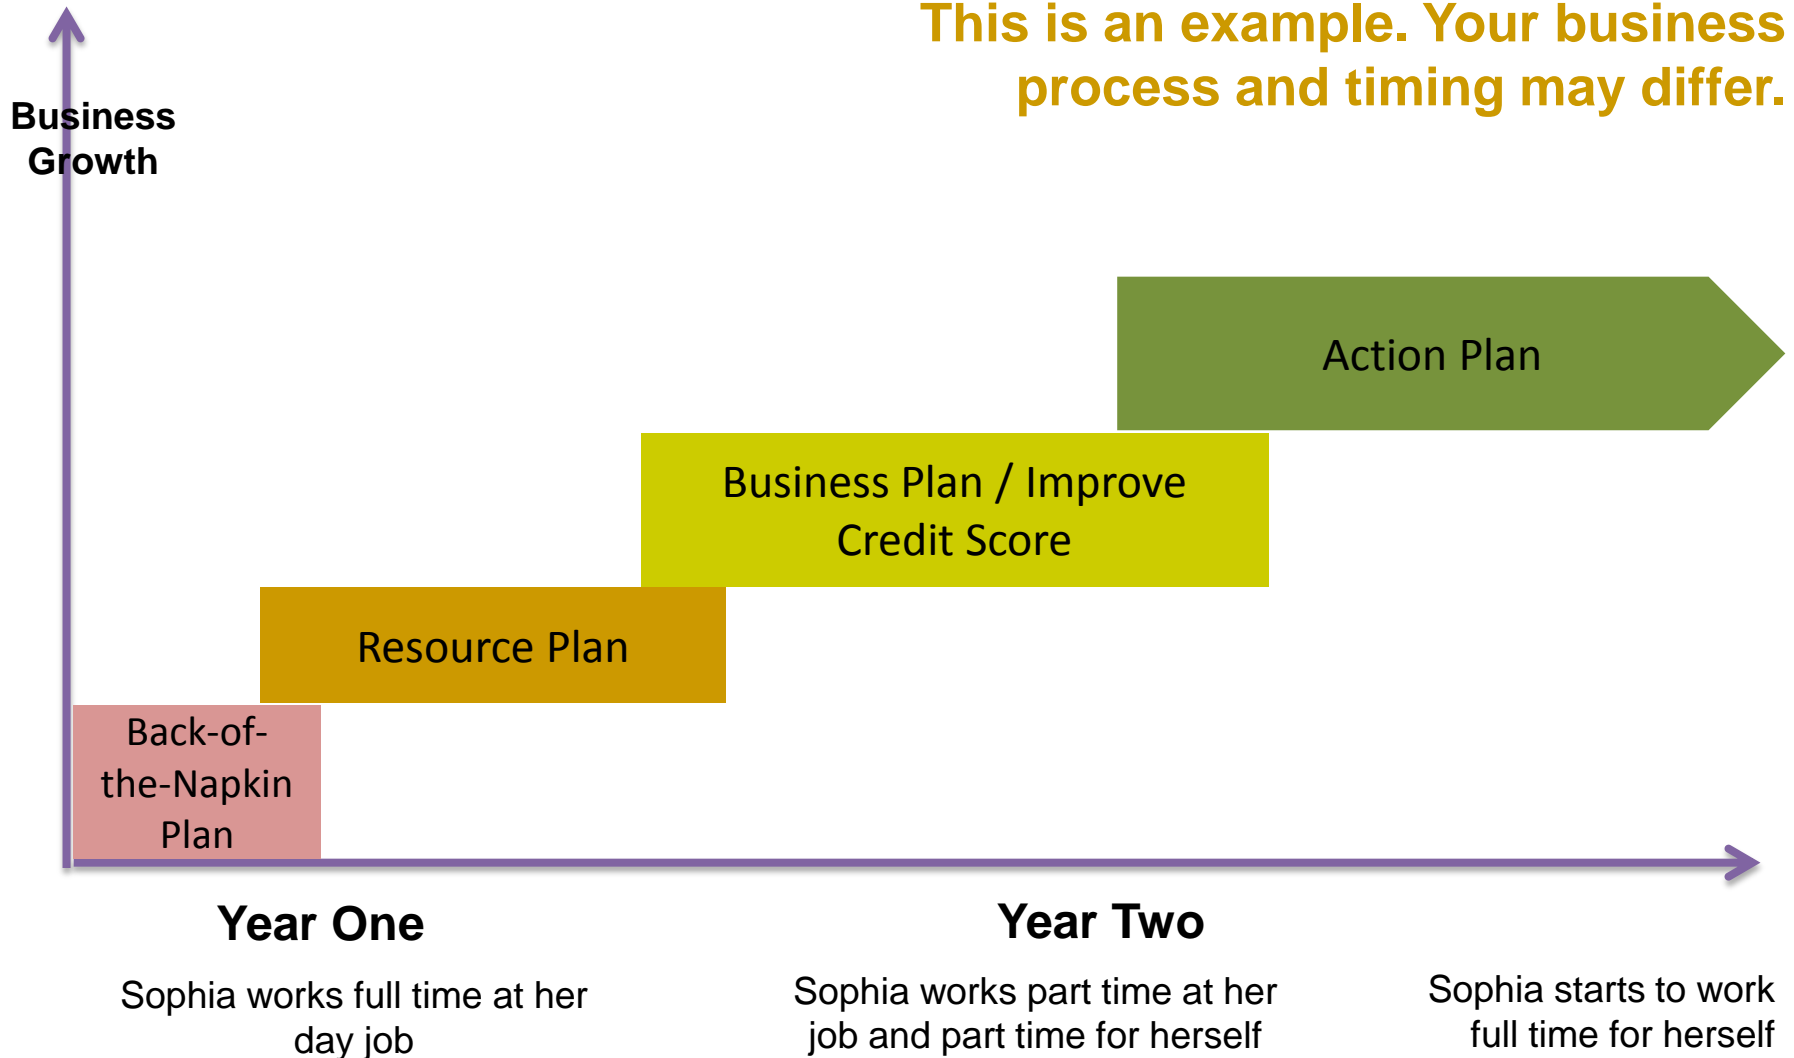 This is an example. Your business
process and timing may differ.
Business
Growth
Action Plan
Business Plan / Improve
Credit Score
Resource Plan
Back-of-
the-Napkin
Plan
Year One
Year Two
Sophia works full time at her
day job
Sophia works part time at her
job and part time for herself
Sophia starts to work
full time for herself